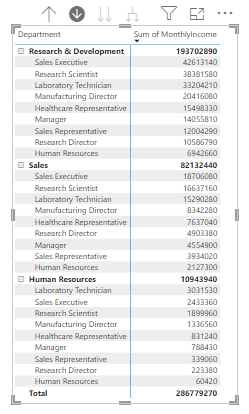 Department Sum of MonthlyIncome
Research & Development 193702890
Sales Executive 42613140
Research Scientist 38381580
Laboratory Technician 33204210
Manufacturing Director 20416080
Healthcare Representative 15498330
Manager 14055810
Sales Representative 12004290
Research Director 10586790
Human Resources 6942660
Sales 82132440
Sales Executive 18706080
Research Scientist 16637160
Laboratory Technician 15290280
Manufacturing Director 8342280
Healthcare Representative 7637040
Research Director 4903380
Manager 4554900
Sales Representative 3934020
Human Resources 2127300
Human Resources 10943940
Laboratory Technician 3031530
Sales Executive 2433360
Research Scientist 1899960
Manufacturing Director 1336560
Healthcare Representative 831240
Manager 788430
Sales Representative 339060
Research Director 223380
Human Resources 60420
Total 286779270